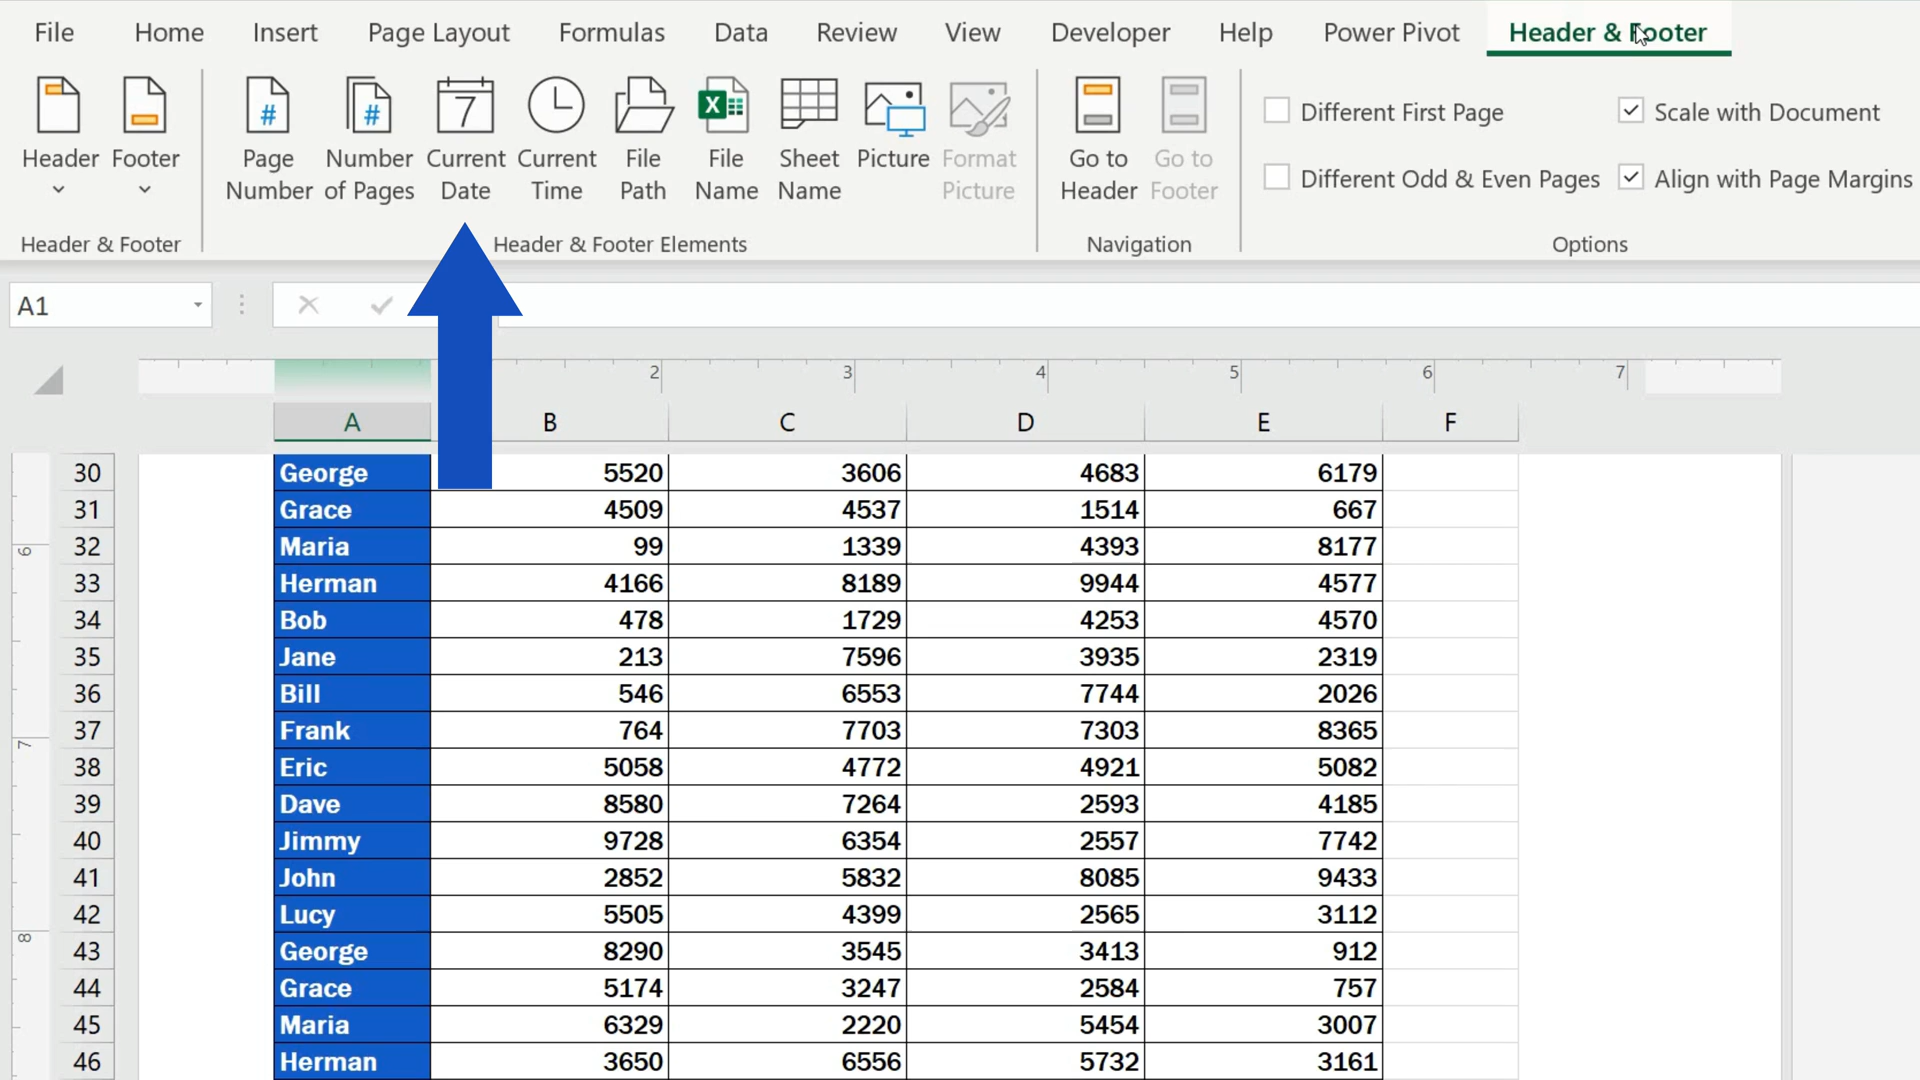 File Home Insert Page Layout Formulas Data Review View Developer Help Power Pivot Header & Footer
Header Footer
Page Number
Number of Pages
Current Date
Current Time
File Path
File Name
Sheet Name
Picture
Format Picture
Go to Header
Go to Footer
Different First Page
Scale with Document
Different Odd & Even Pages
Align with Page Margins
Header & Footer
Header & Footer Elements
Navigation
Options
A1
2 3 4 5 6 7
A B C D E F
30 George 5520 3606 4683 6179
31 Grace 4509 4537 1514 667
6
32 Maria 99 1339 4393 8177
33 Herman 4166 8189 9944 4577
34 Bob 478 1729 4253 4570
35 Jane 213 7596 3935 2319
36 Bill 546 6553 7744 2026
7
37 Frank 764 7703 7303 8365
38 Eric 5058 4772 4921 5082
39 Dave 8580 7264 2593 4185
40 Jimmy 9728 6354 2557 7742
41 John 2852 5832 8085 9433
42 Lucy 5505 4399 2565 3112
8
43 George 8290 3545 3413 912
44 Grace 5174 3247 2584 757
45 Maria 6329 2220 5454 3007
46 Herman 3650 6556 5732 3161